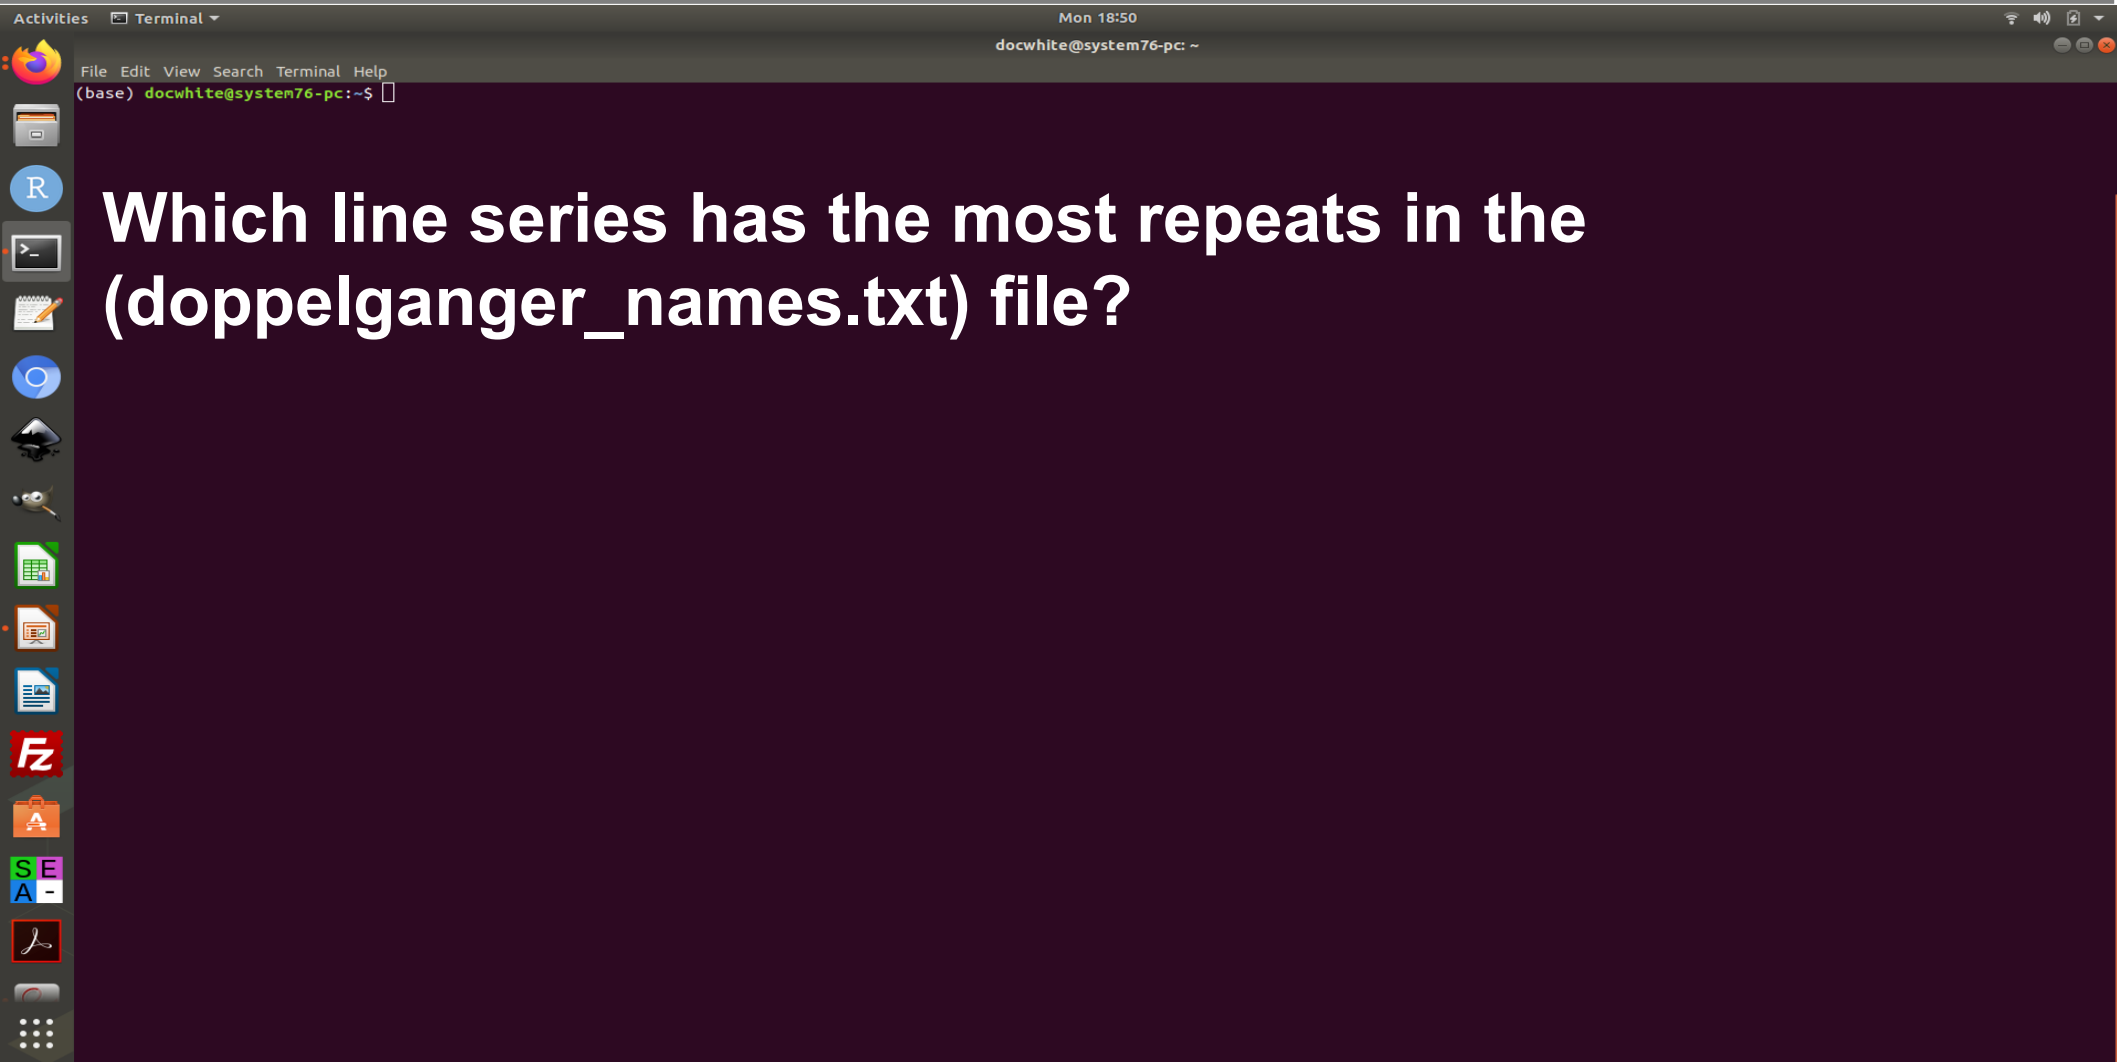 Activities Terminal Mon 18:50
docwhite@system76-pc: ~
File Edit View Search Terminal Help
(base) docwhite@system76-pc:~$
Which line series has the most repeats in the
(doppelganger_names.txt) file?
R
>_
Fz
A
S E
A -